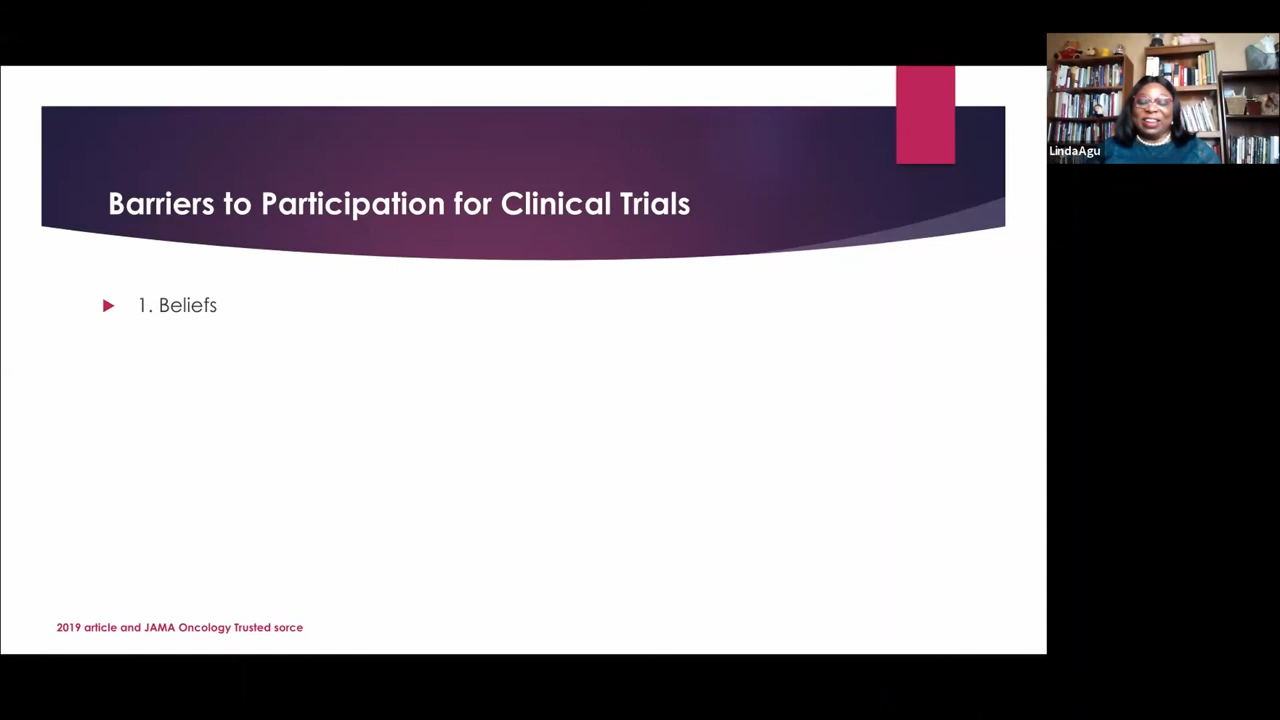 Barriers to Participation for Clinical Trials
1. Beliefs
2019 article and JAMA Oncology Trusted sorce
LindaAgu